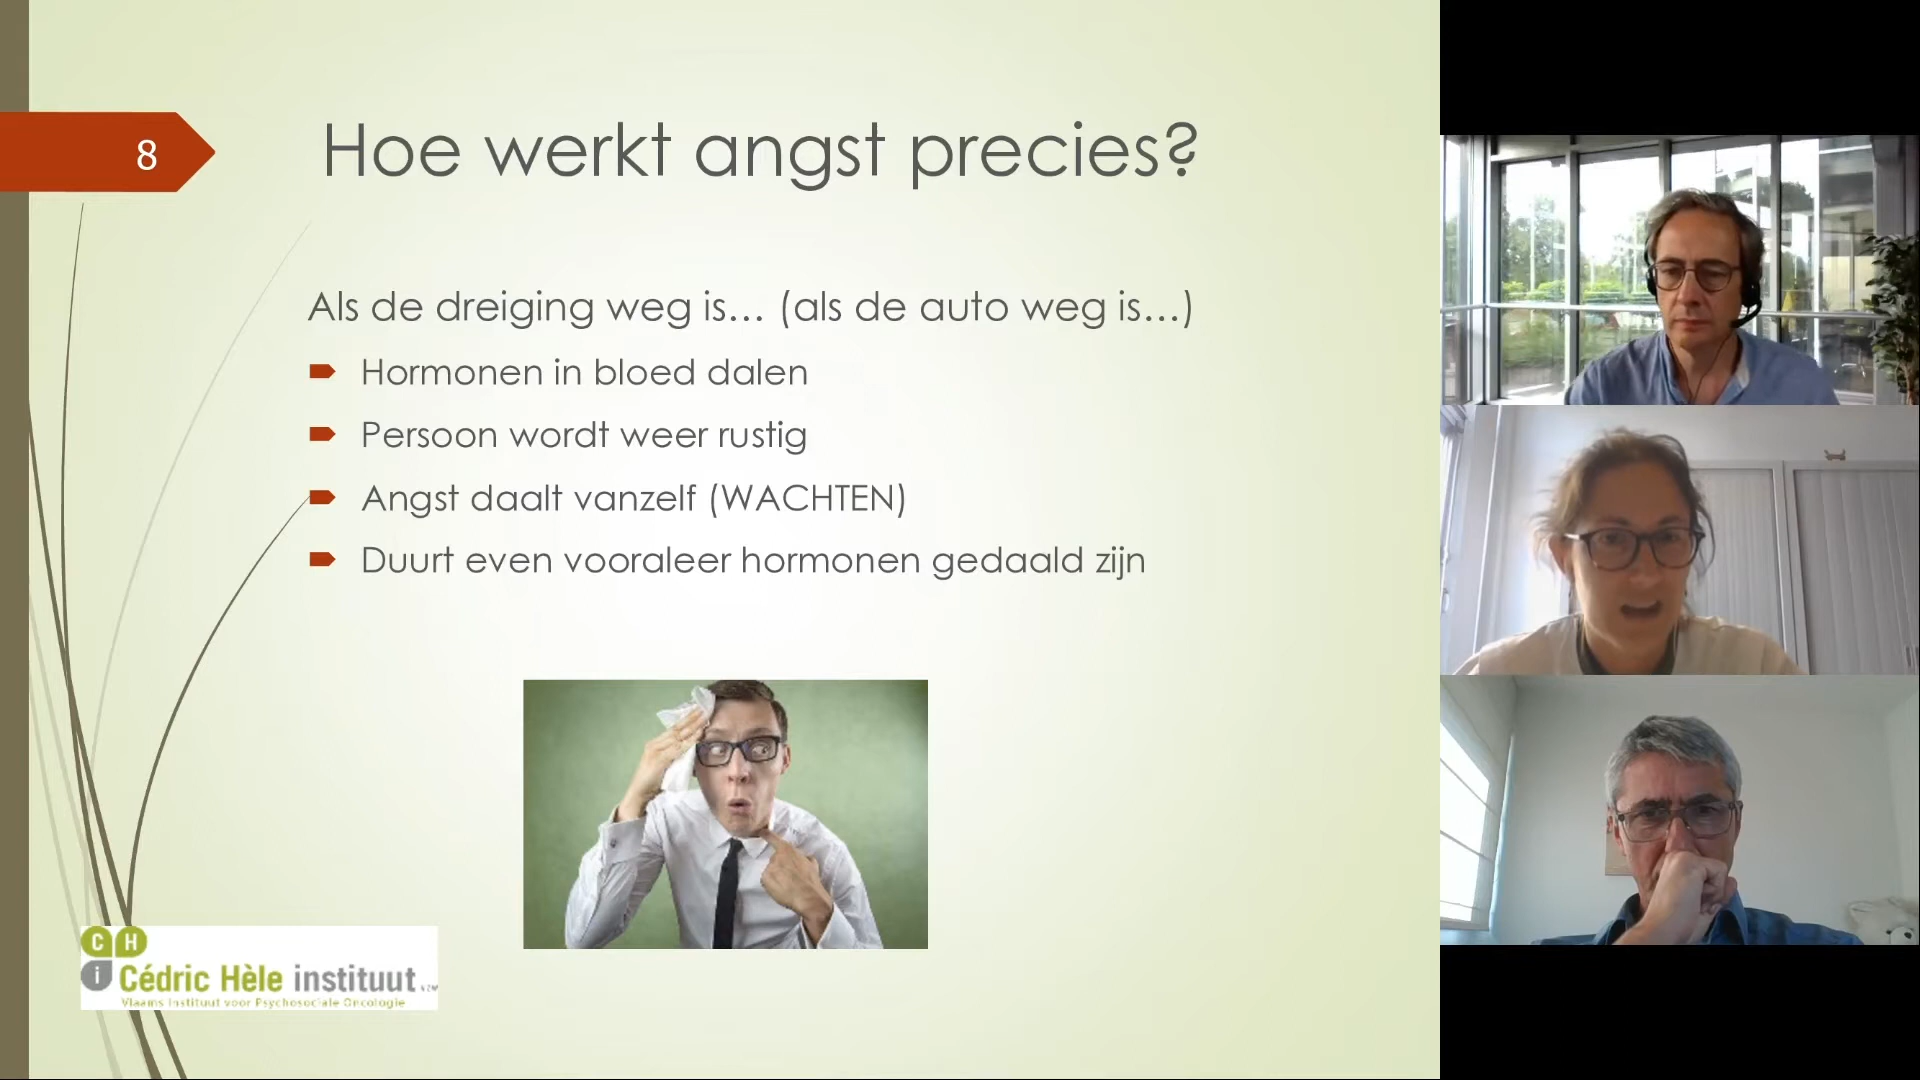 8
Hoe werkt angst precies?
Als de dreiging weg is… (als de auto weg is…)
Hormonen in bloed dalen
Persoon wordt weer rustig
Angst daalt vanzelf (WACHTEN)
Duurt even vooraleer hormonen gedaald zijn
C H
i Cédric Hèle instituut vzw
Vlaams Instituut voor Psychosociale Oncologie